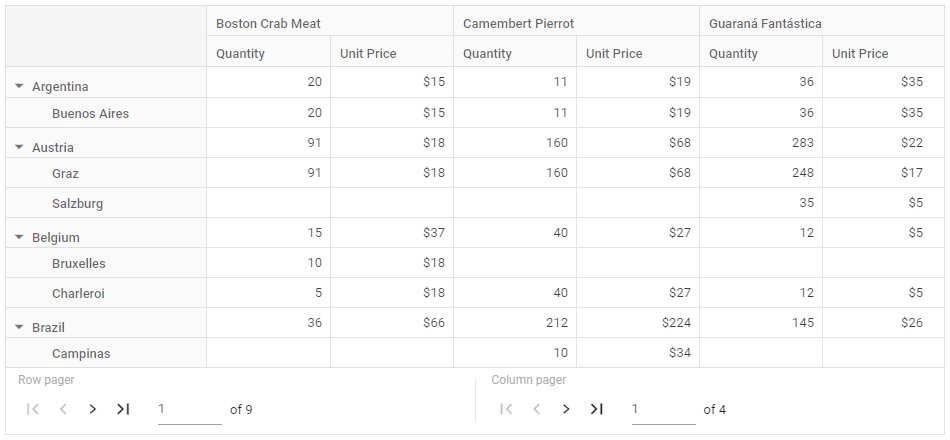 Boston Crab Meat Camembert Pierrot Guaraná Fantástica
Quantity Unit Price Quantity Unit Price Quantity Unit Price
Argentina 20 $15 11 $19 36 $35
Buenos Aires 20 $15 11 $19 36 $35
Austria 91 $18 160 $68 283 $22
Graz 91 $18 160 $68 248 $17
Salzburg 35 $5
Belgium 15 $37 40 $27 12 $5
Bruxelles 10 $18
Charleroi 5 $18 40 $27 12 $5
Brazil 36 $66 212 $224 145 $26
Campinas 10 $34
Row pager Column pager
1 of 9 1 of 4